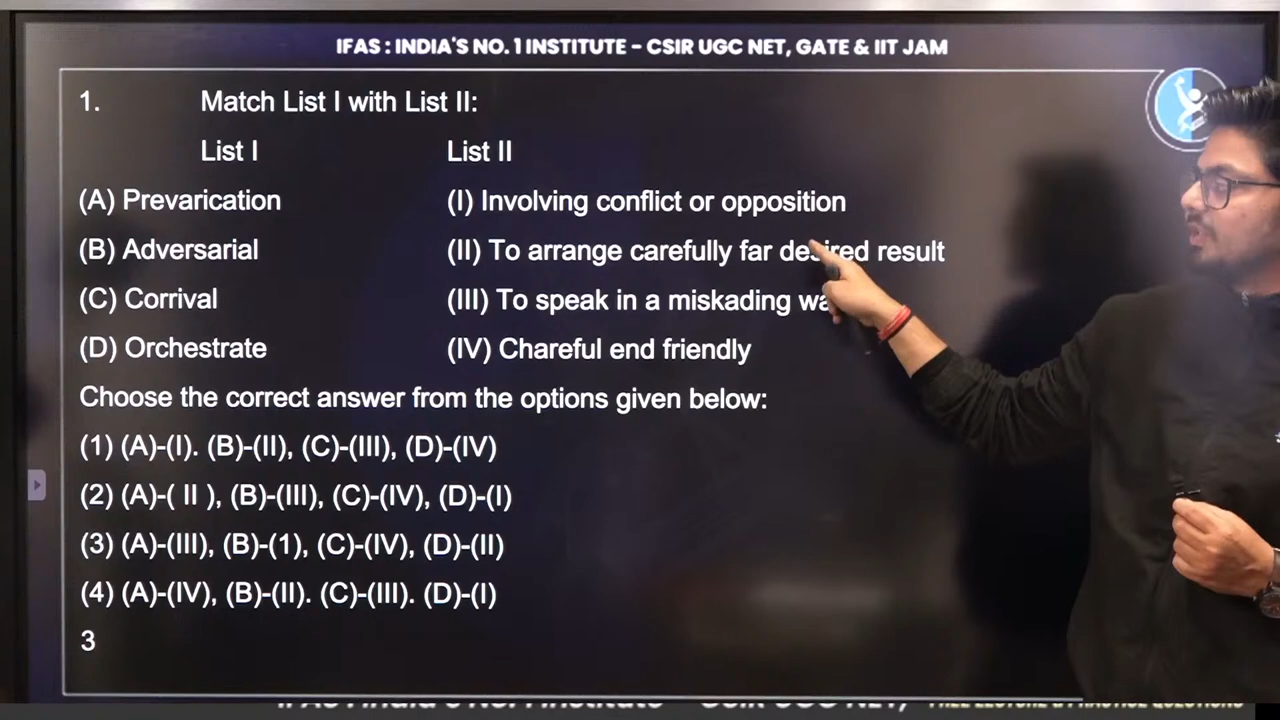 IFAS : INDIA'S NO. 1 INSTITUTE – CSIR UGC NET, GATE & IIT JAM
1. Match List I with List II:
List I List II
(A) Prevarication (I) Involving conflict or opposition
(B) Adversarial (II) To arrange carefully far desired result
(C) Corrival (III) To speak in a miskading
(D) Orchestrate (IV) Chareful end friendly
Choose the correct answer from the options given below:
(1) (A)-(I). (B)-(II), (C)-(III), (D)-(IV)
(2) (A)-( II ), (B)-(III), (C)-(IV), (D)-(I)
(3) (A)-(III), (B)-(1), (C)-(IV), (D)-(II)
(4) (A)-(IV), (B)-(II). (C)-(III). (D)-(I)
3